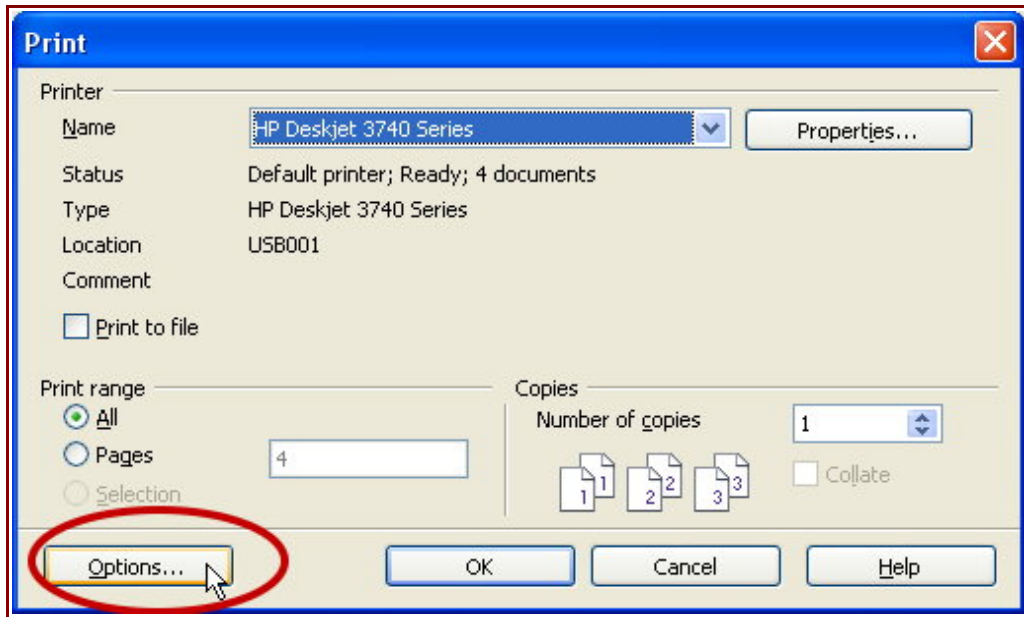 Print
Printer
Name HP Deskjet 3740 Series Properties...
Status Default printer; Ready; 4 documents
Type HP Deskjet 3740 Series
Location USB001
Comment
Print to file
Print range Copies
All Number of copies 1
Pages 4
1 1 2 2 3 3 Collate
Selection
Options... OK Cancel Help